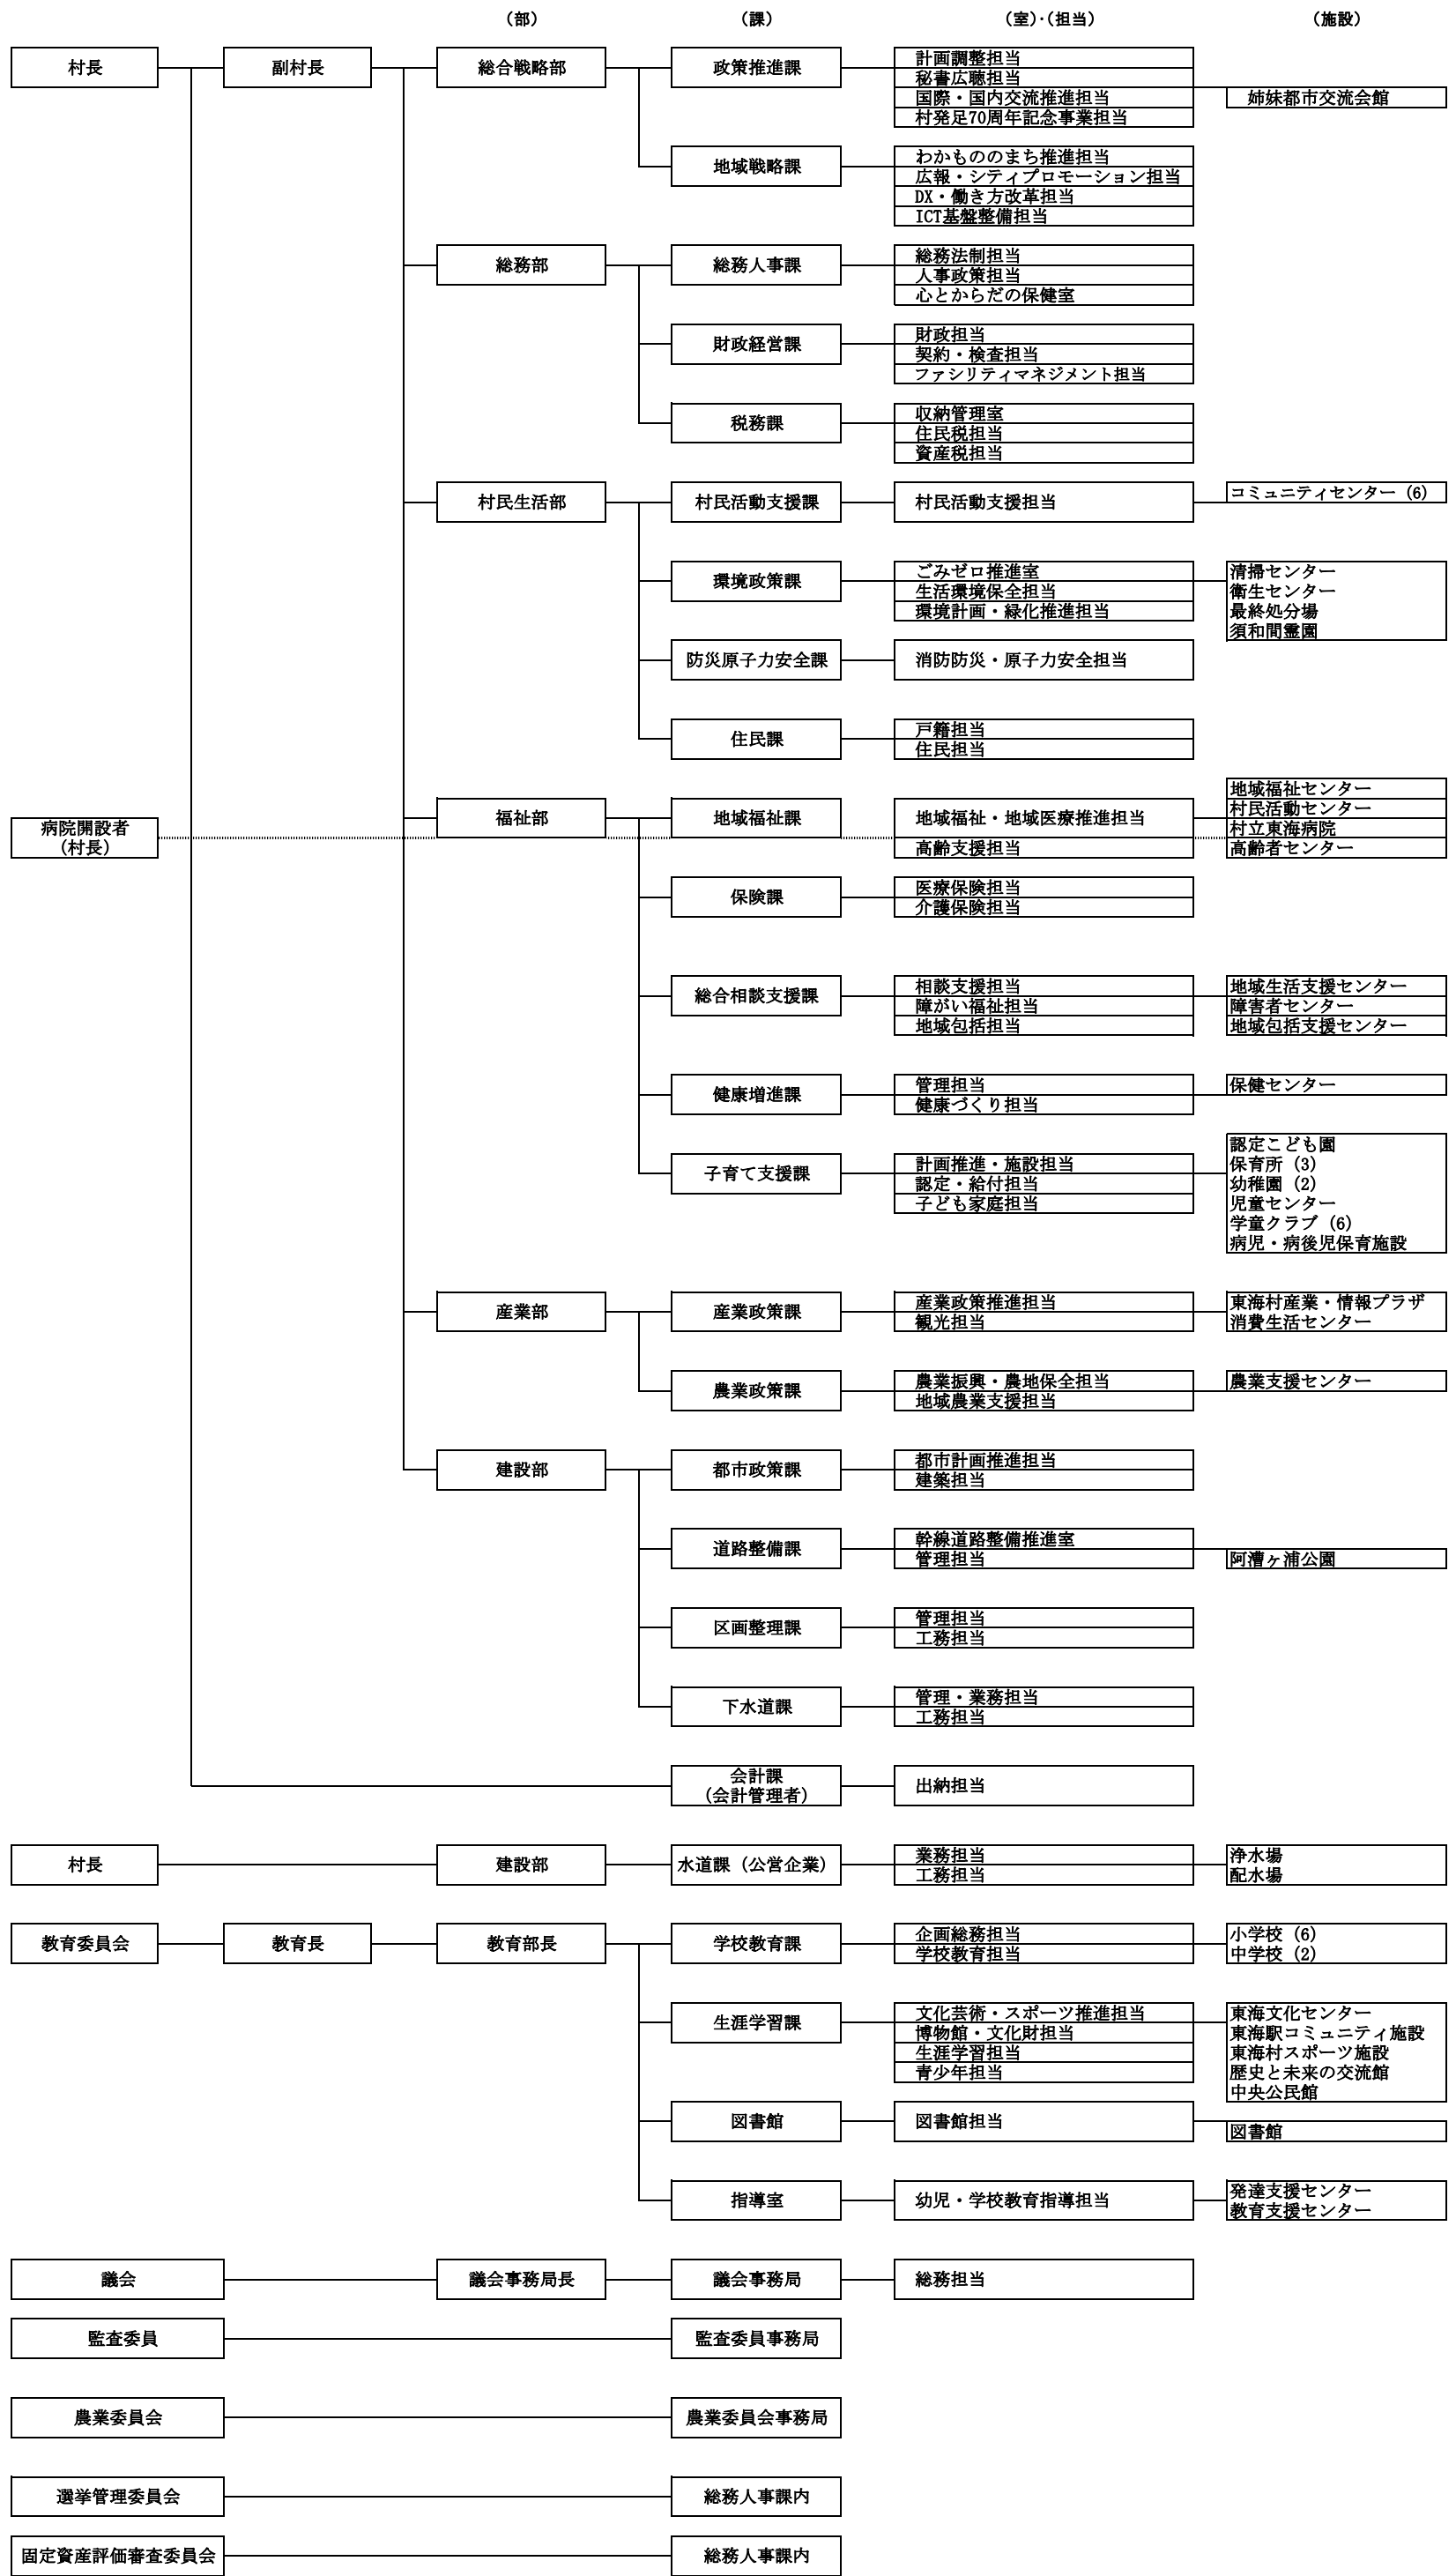 （部）
（課）
（室）・（担当）
（施設）
村長
副村長
総合戦略部
政策推進課
計画調整担当
秘書広聴担当
国際・国内交流推進担当
姉妹都市交流会館
村発足70周年記念事業担当
地域戦略課
わかもののまち推進担当
広報・シティプロモーション担当
DX・働き方改革担当
ICT基盤整備担当
総務部
総務人事課
総務法制担当
人事政策担当
心とからだの保健室
財政経営課
財政担当
契約・検査担当
ファシリティマネジメント担当
税務課
収納管理室
住民税担当
資産税担当
村民生活部
村民活動支援課
村民活動支援担当
コミュニティセンター（6）
環境政策課
ごみゼロ推進室
生活環境保全担当
環境計画・緑化推進担当
清掃センター
衛生センター
最終処分場
須和間霊園
防災原子力安全課
消防防災・原子力安全担当
住民課
戸籍担当
住民担当
病院開設者
（村長）
福祉部
地域福祉課
地域福祉・地域医療推進担当
高齢支援担当
地域福祉センター
村民活動センター
村立東海病院
高齢者センター
保険課
医療保険担当
介護保険担当
総合相談支援課
相談支援担当
障がい福祉担当
地域包括担当
地域生活支援センター
障害者センター
地域包括支援センター
健康増進課
管理担当
健康づくり担当
保健センター
子育て支援課
計画推進・施設担当
認定・給付担当
子ども家庭担当
認定こども園
保育所（3）
幼稚園（2）
児童センター
学童クラブ（6）
病児・病後児保育施設
産業部
産業政策課
産業政策推進担当
観光担当
東海村産業・情報プラザ
消費生活センター
農業政策課
農業振興・農地保全担当
地域農業支援担当
農業支援センター
建設部
都市政策課
都市計画推進担当
建築担当
道路整備課
幹線道路整備推進室
管理担当
阿漕ヶ浦公園
区画整理課
管理担当
工務担当
下水道課
管理・業務担当
工務担当
会計課
（会計管理者）
出納担当
村長
建設部
水道課（公営企業）
業務担当
工務担当
浄水場
配水場
教育委員会
教育長
教育部長
学校教育課
企画総務担当
学校教育担当
小学校（6）
中学校（2）
生涯学習課
文化芸術・スポーツ推進担当
博物館・文化財担当
生涯学習担当
青少年担当
東海文化センター
東海駅コミュニティ施設
東海村スポーツ施設
歴史と未来の交流館
中央公民館
図書館
図書館担当
図書館
指導室
幼児・学校教育指導担当
発達支援センター
教育支援センター
議会
議会事務局長
議会事務局
総務担当
監査委員
監査委員事務局
農業委員会
農業委員会事務局
選挙管理委員会
総務人事課内
固定資産評価審査委員会
総務人事課内